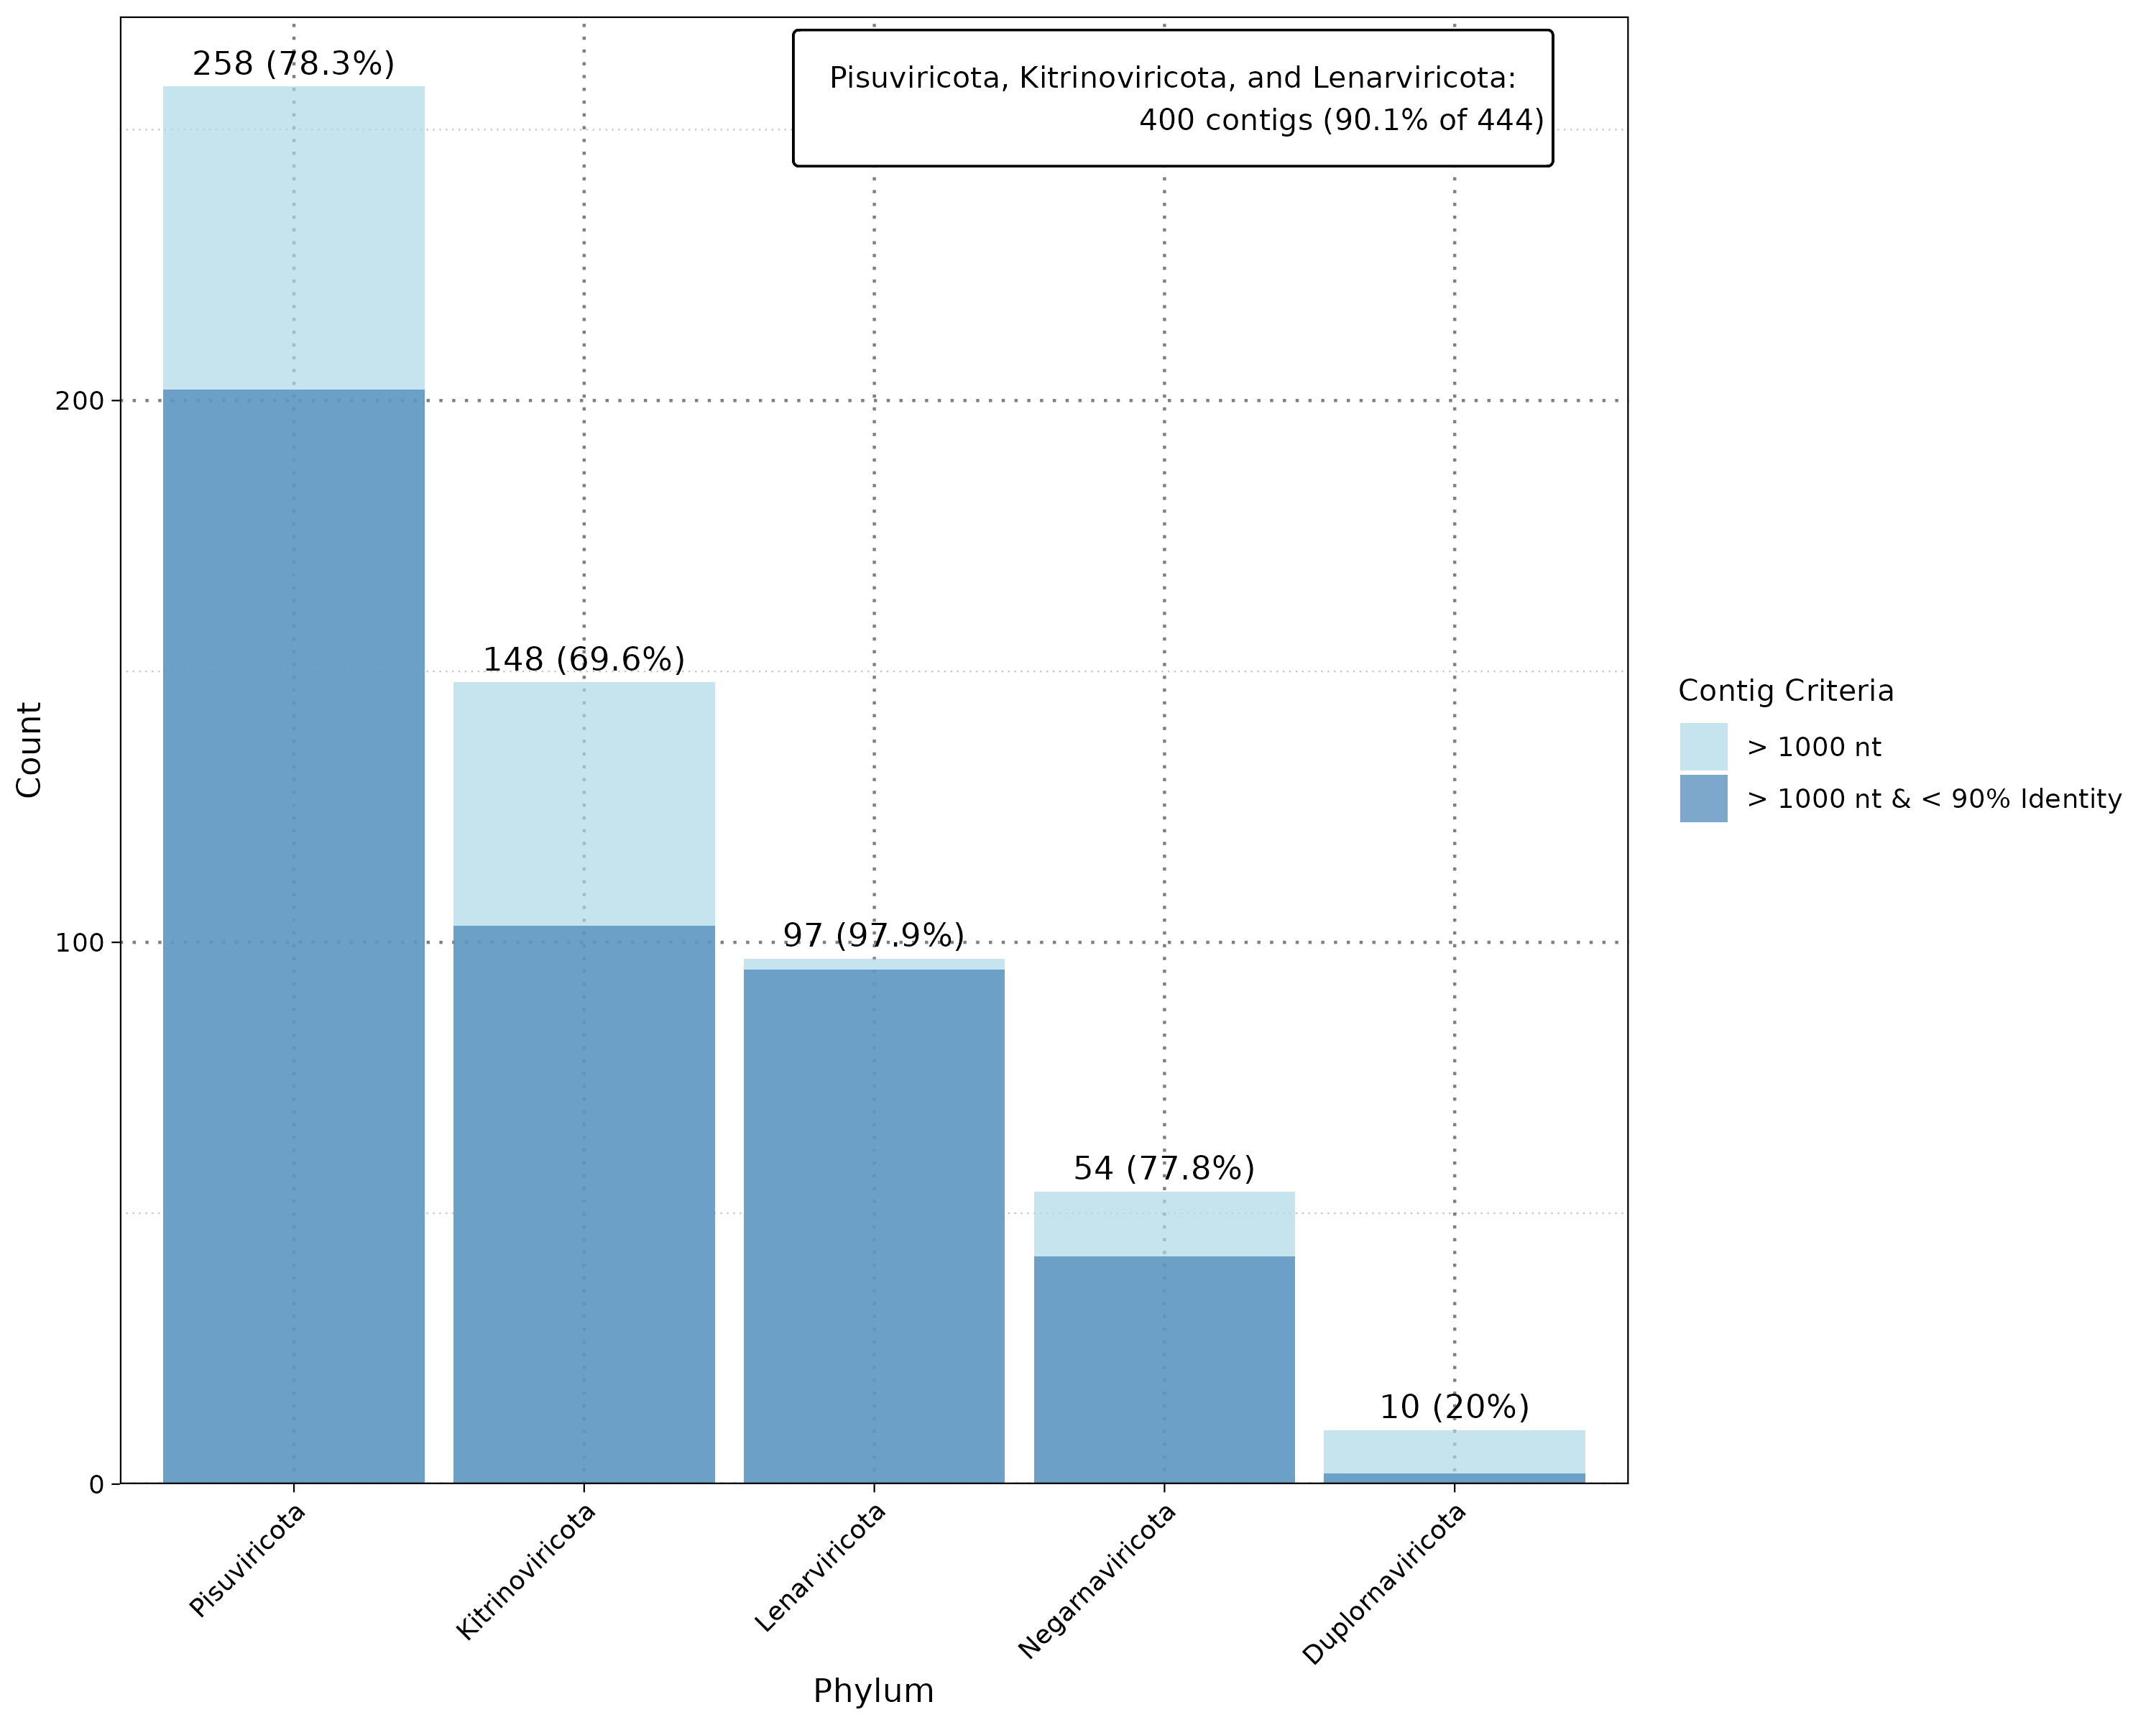 258 (78.3%)
Pisuviricota, Kitrinoviricota, and Lenarviricota:
400 contigs (90.1% of 444)
148 (69.6%)
97 (97.9%)
54 (77.8%)
10 (20%)
200
100
0
Count
Pisuviricota
Kitrinoviricota
Lenarviricota
Negarnaviricota
Duplornaviricota
Phylum
Contig Criteria
> 1000 nt
> 1000 nt & < 90% Identity